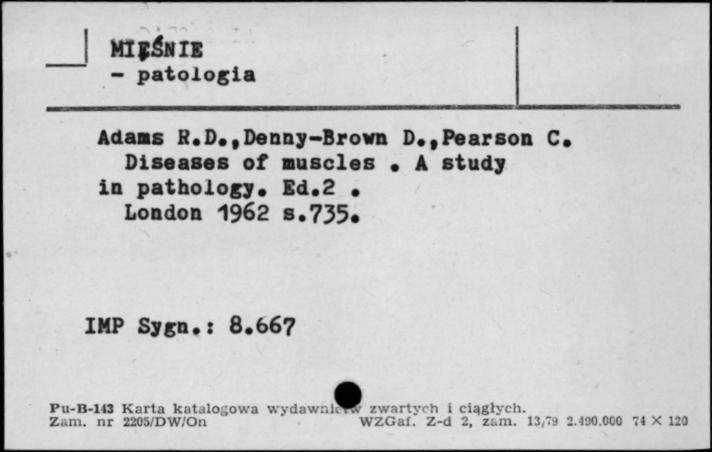 MIĘŚNIE
- patologia
Adams R.D.,Denny-Brown D.,Pearson C.
Diseases of muscles . A study
in pathology. Ed.2 .
London 1962 s.735.
IMP Sygn.: 8.667
Pu-B-143 Karta katalogowa zwartych i ciągłych.
Zam. nr 2205/DW/On WZGaf. Z-d 2, zam. 13/79 2.490.000 74 X 120